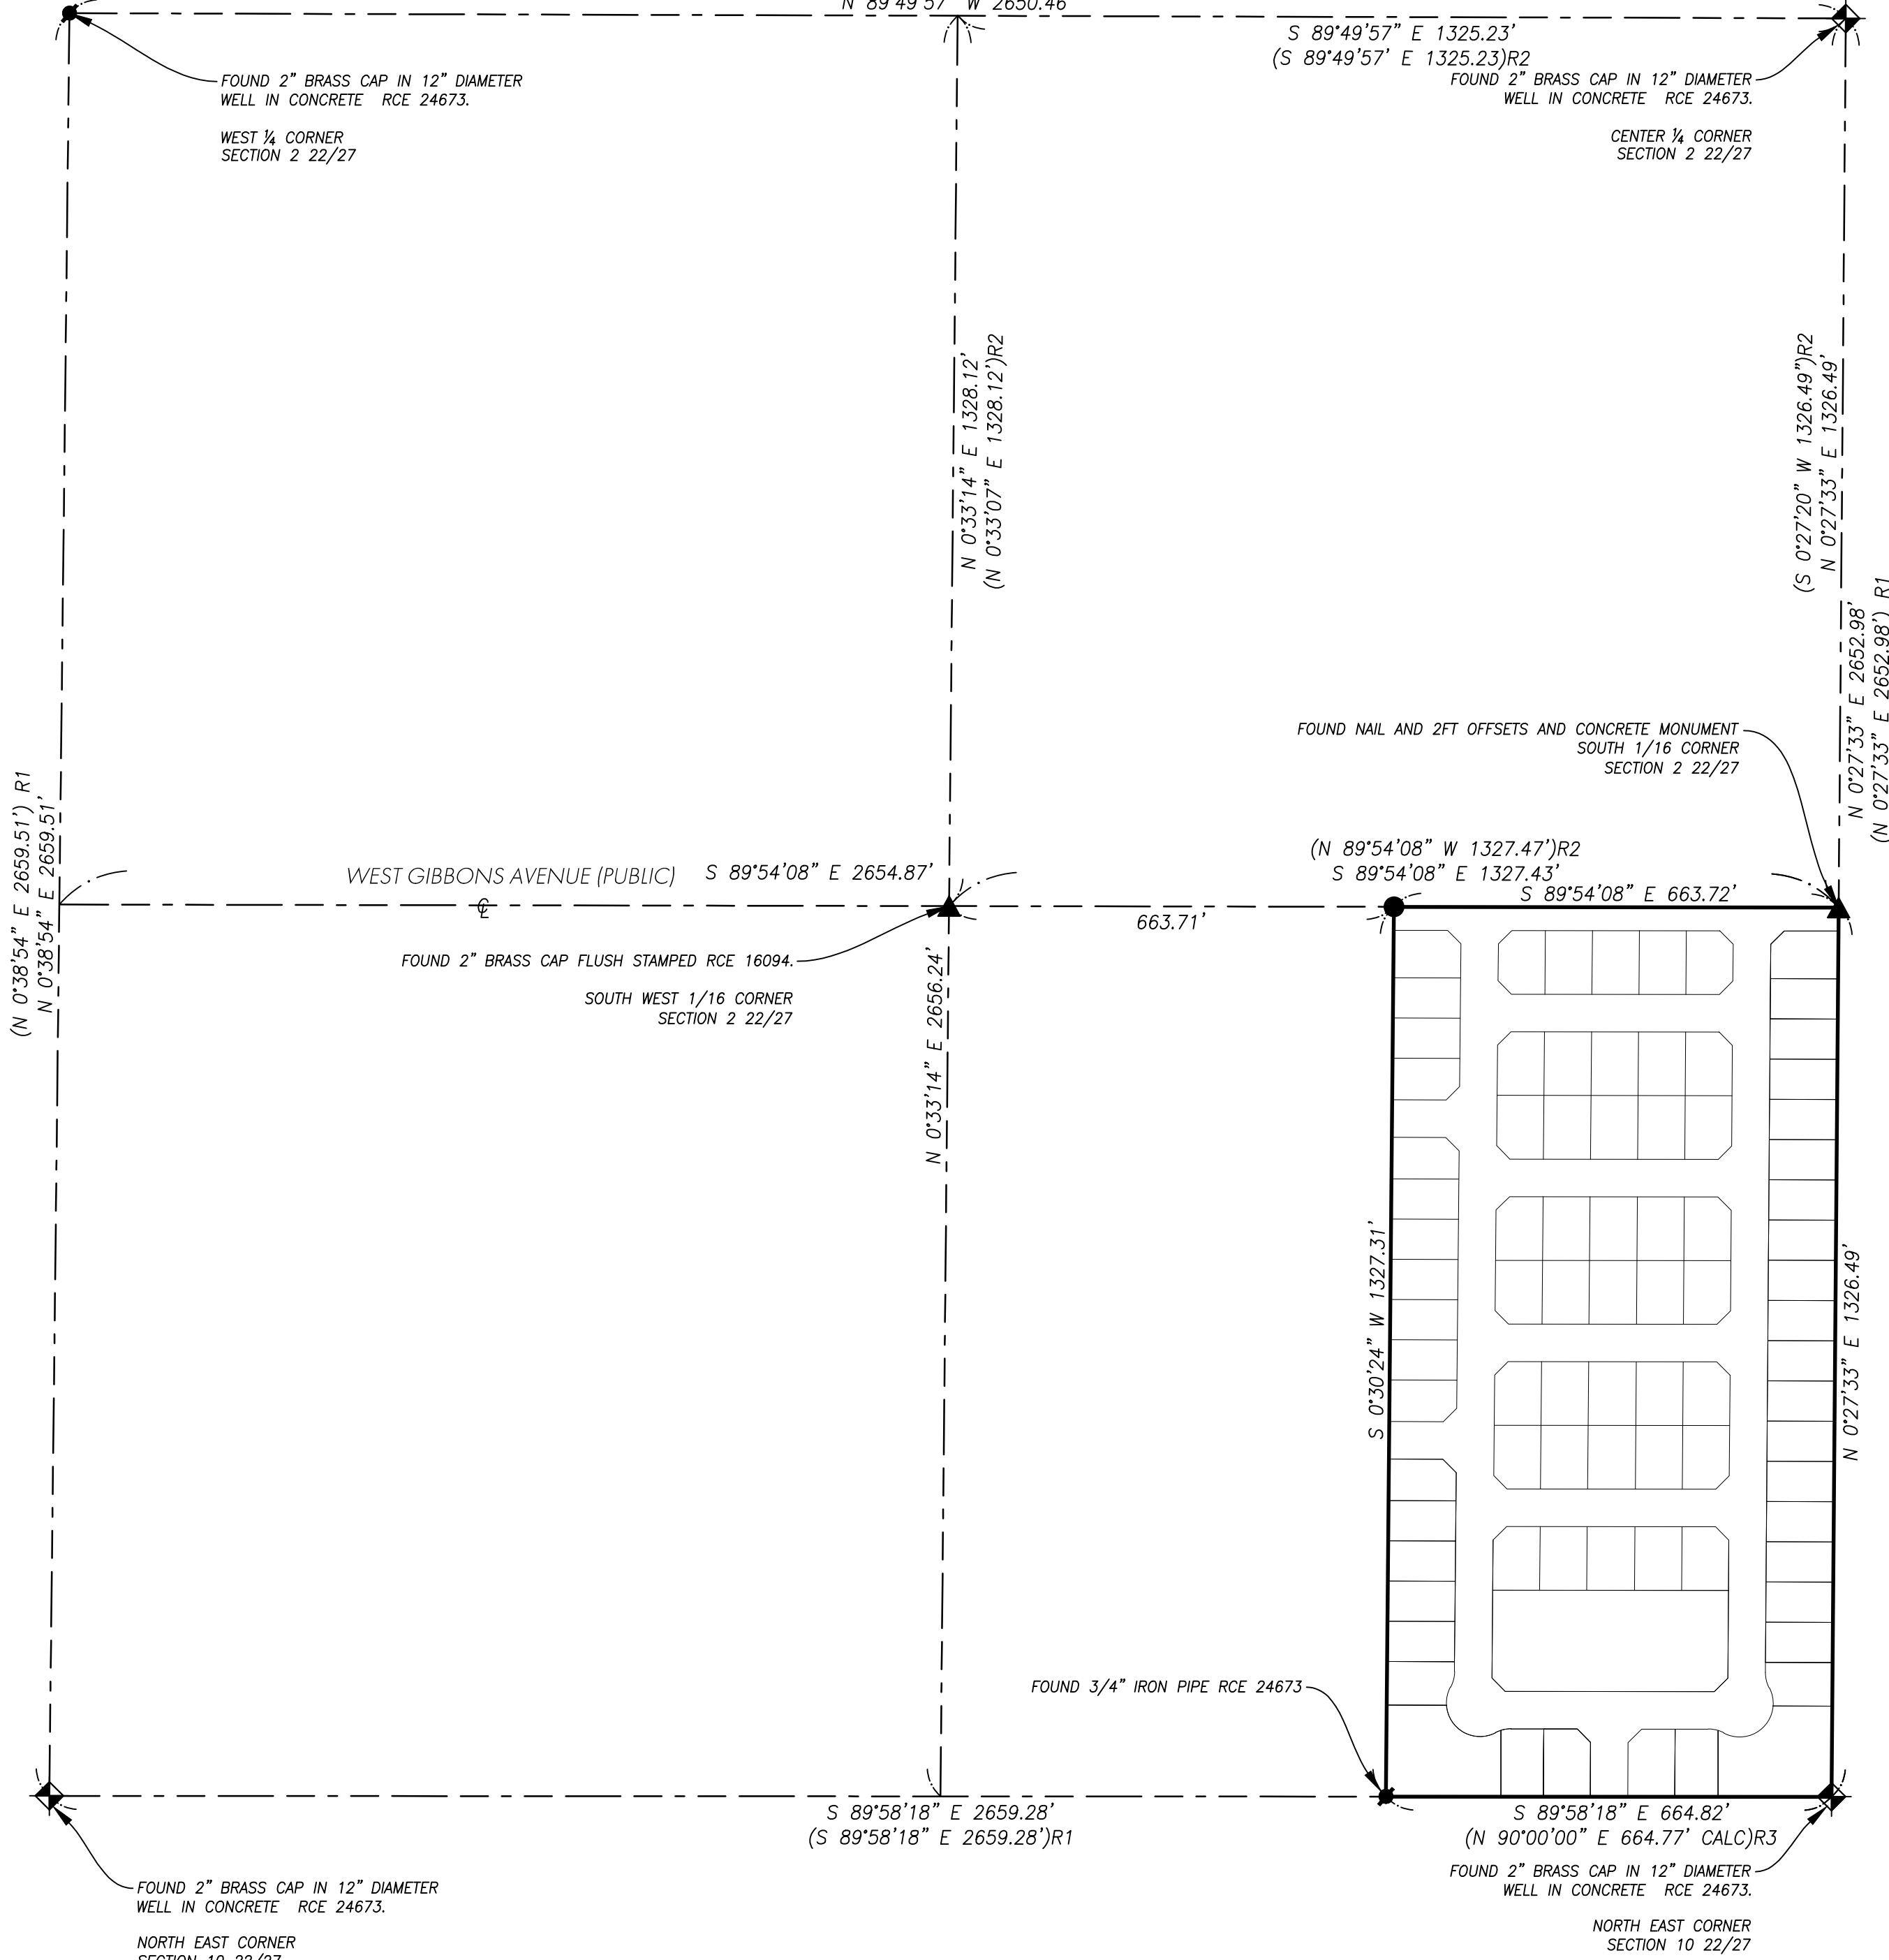 N 89°49'57" W 2650.46'
S 89°49'57" E 1325.23'
(S 89°49'57' E 1325.23)R2
FOUND 2" BRASS CAP IN 12" DIAMETER
WELL IN CONCRETE RCE 24673.
WEST ¼ CORNER
SECTION 2 22/27
FOUND 2" BRASS CAP IN 12" DIAMETER
WELL IN CONCRETE RCE 24673.
CENTER ¼ CORNER
SECTION 2 22/27
N 0°33'14" E 1328.12'
(N 0°33'07" E 1328.12')R2
(S 0°27'20" W 1326.49")R2
N 0°27'33" E 1326.49'
N 0°27'33" E 2652.98'
(N 0°27'33" E 2652.98') R1
FOUND NAIL AND 2FT OFFSETS AND CONCRETE MONUMENT
SOUTH 1/16 CORNER
SECTION 2 22/27
(N 0°38'54" E 2659.51') R1
N 0°38'54" E 2659.51'
WEST GIBBONS AVENUE (PUBLIC)
S 89°54'08" E 2654.87'
℄
(N 89°54'08" W 1327.47')R2
S 89°54'08" E 1327.43'
S 89°54'08" E 663.72'
663.71'
FOUND 2" BRASS CAP FLUSH STAMPED RCE 16094.
SOUTH WEST 1/16 CORNER
SECTION 2 22/27
N 0°33'14" E 2656.24'
S 0°30'24" W 1327.31'
N 0°27'33" E 1326.49'
FOUND 3/4" IRON PIPE RCE 24673
S 89°58'18" E 2659.28'
(S 89°58'18" E 2659.28')R1
S 89°58'18" E 664.82'
(N 90°00'00" E 664.77' CALC)R3
FOUND 2" BRASS CAP IN 12" DIAMETER
WELL IN CONCRETE RCE 24673.
NORTH EAST CORNER
SECTION 10 22/27
FOUND 2" BRASS CAP IN 12" DIAMETER
WELL IN CONCRETE RCE 24673.
NORTH EAST CORNER
SECTION 10 22/27